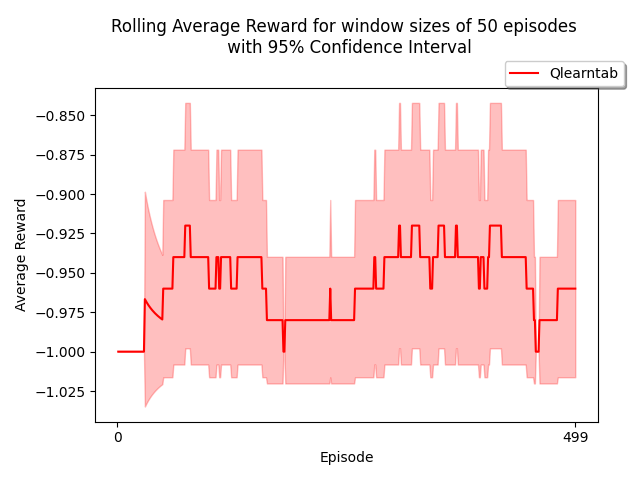 Rolling Average Reward for window sizes of 50 episodes
with 95% Confidence Interval
Qlearntab
−0.850
−0.875
−0.900
−0.925
−0.950
−0.975
−1.000
−1.025
Average Reward
0
499
Episode